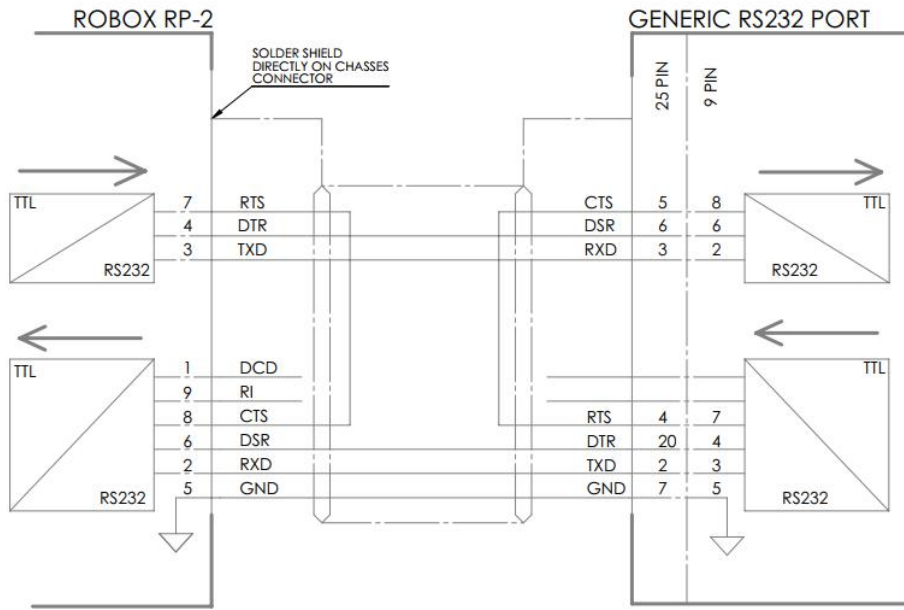 ROBOX RP-2
GENERIC RS232 PORT
SOLDER SHIELD
DIRECTLY ON CHASSES
CONNECTOR
25 PIN
9 PIN
TTL
RS232
7 RTS
4 DTR
3 TXD
CTS 5 8
DSR 6 6
RXD 3 2
TTL
RS232
TTL
RS232
1 DCD
9 RI
8 CTS
6 DSR
2 RXD
5 GND
RTS 4 7
DTR 20 4
TXD 2 3
GND 7 5
TTL
RS232